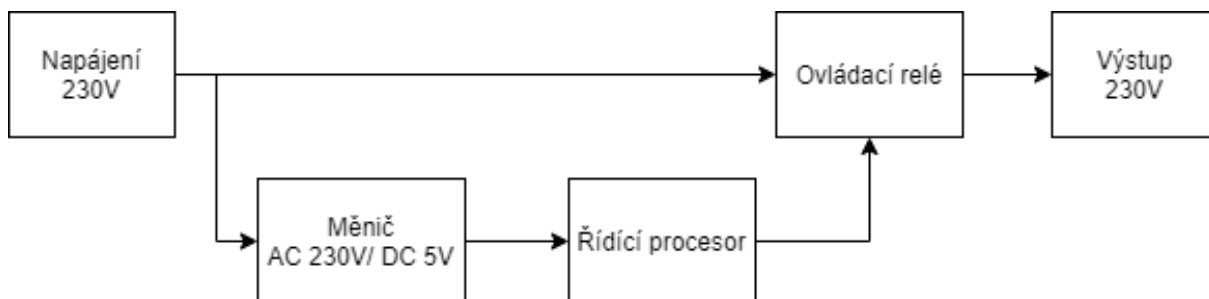 Napájení
230V
Ovládací relé
Výstup
230V
Měnič
AC 230V/ DC 5V
Řídící procesor